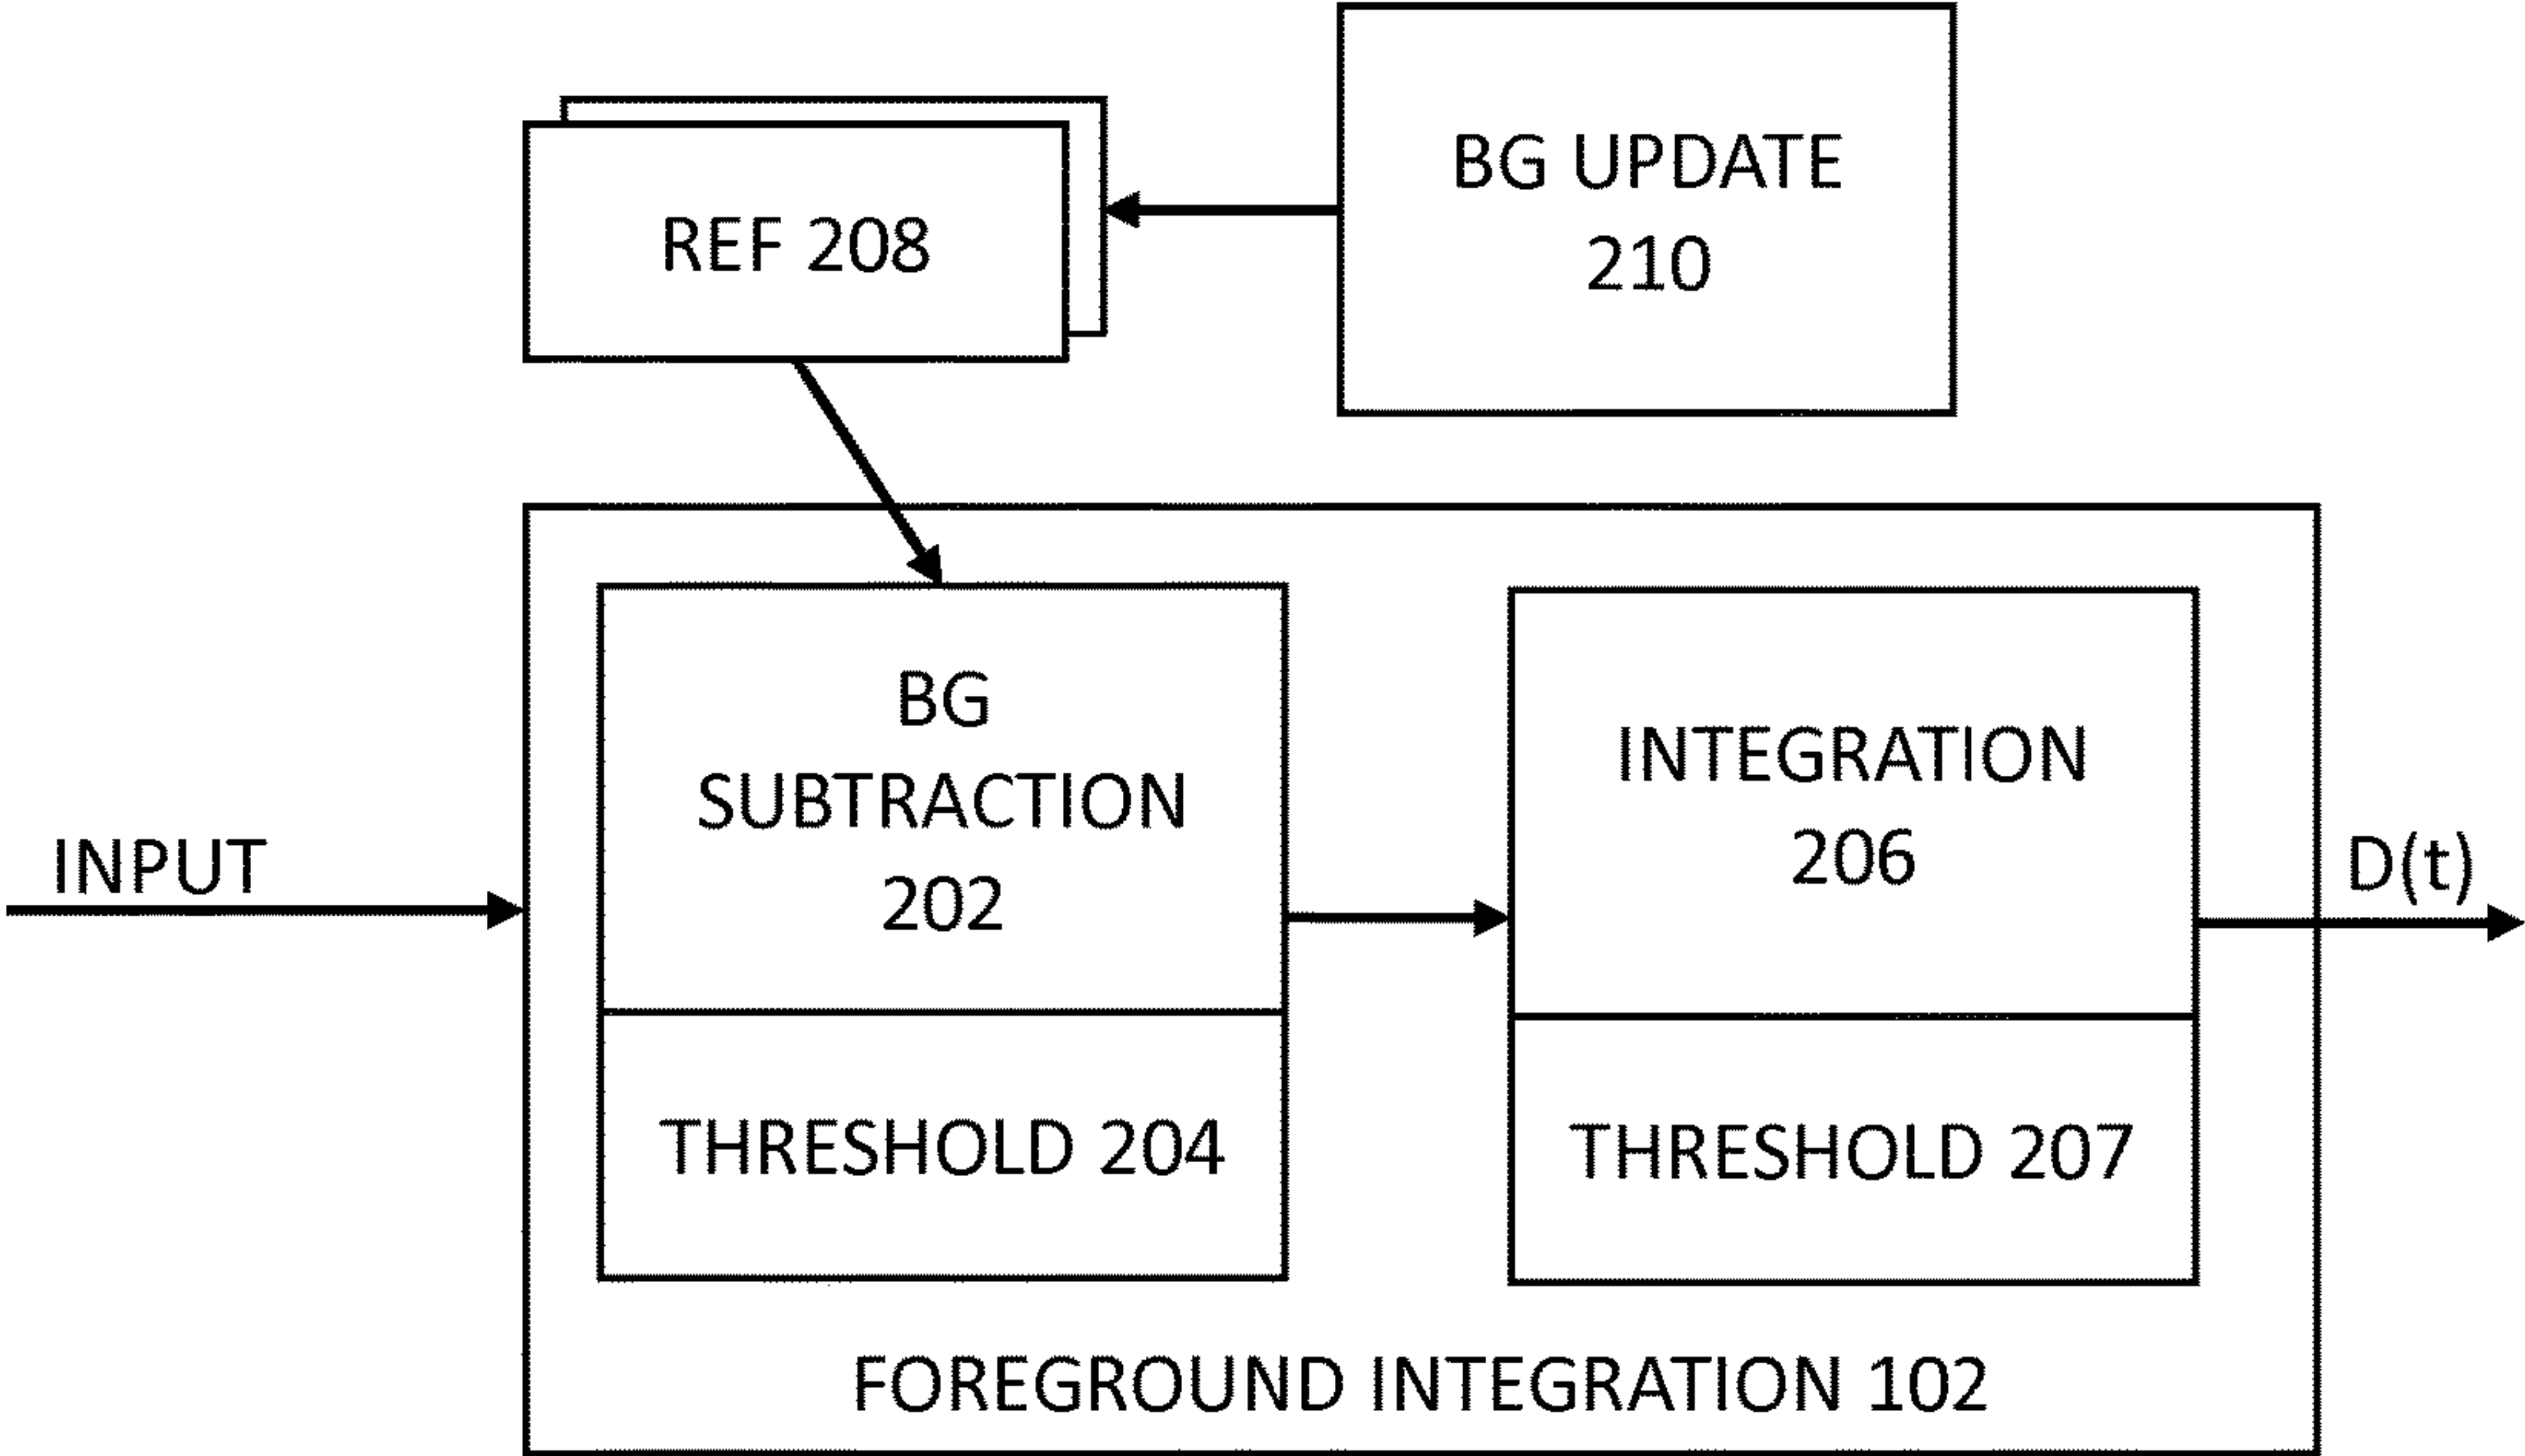 BG UPDATE
210
REF 208
INPUT
BG
SUBTRACTION
202
THRESHOLD 204
INTEGRATION
206
THRESHOLD 207
D(t)
FOREGROUND INTEGRATION 102